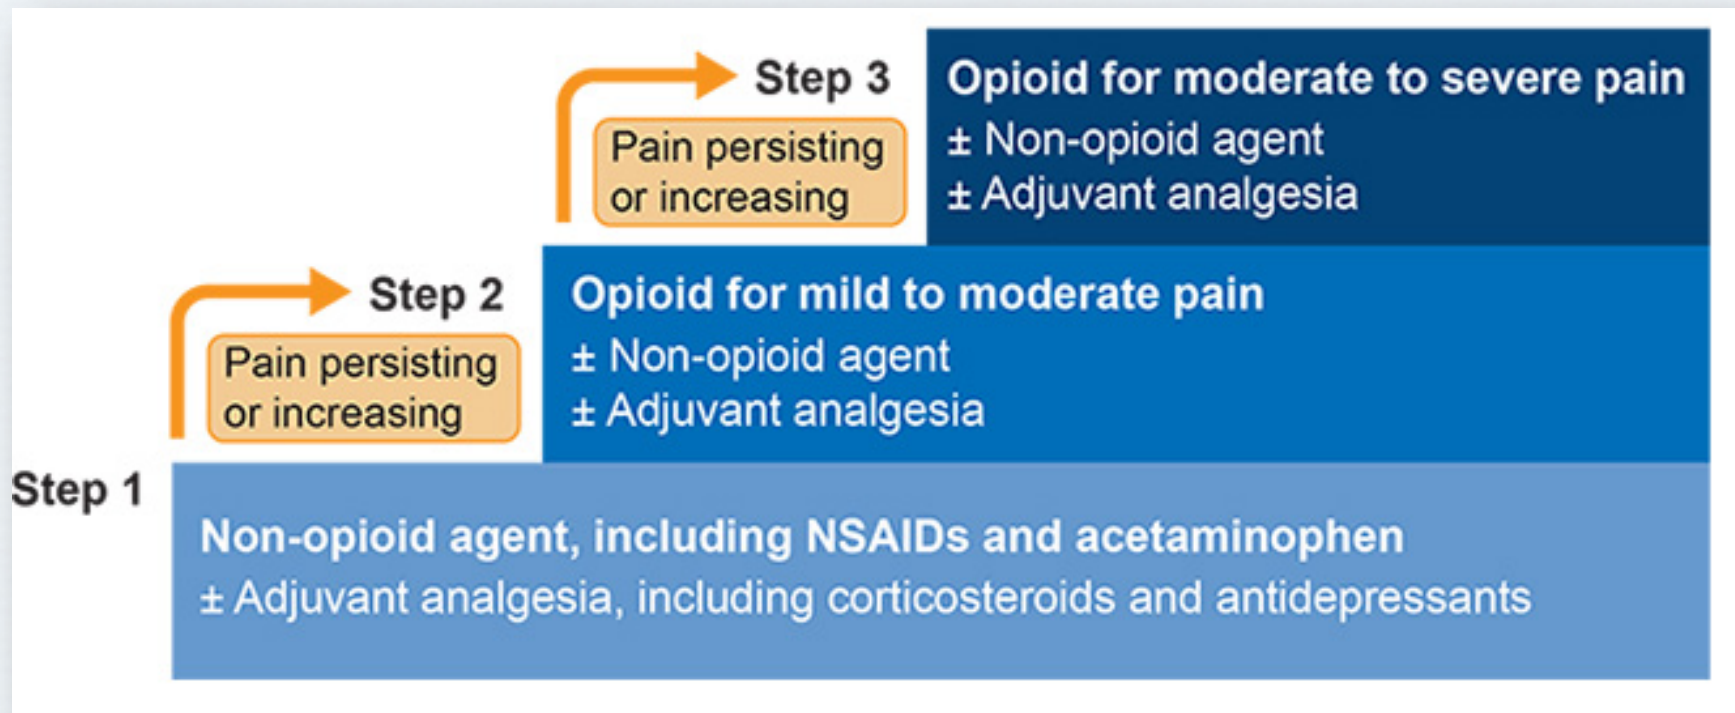 Step 3
Opioid for moderate to severe pain
± Non-opioid agent
± Adjuvant analgesia
Pain persisting
or increasing
Step 2
Opioid for mild to moderate pain
± Non-opioid agent
± Adjuvant analgesia
Pain persisting
or increasing
Step 1
Non-opioid agent, including NSAIDs and acetaminophen
± Adjuvant analgesia, including corticosteroids and antidepressants